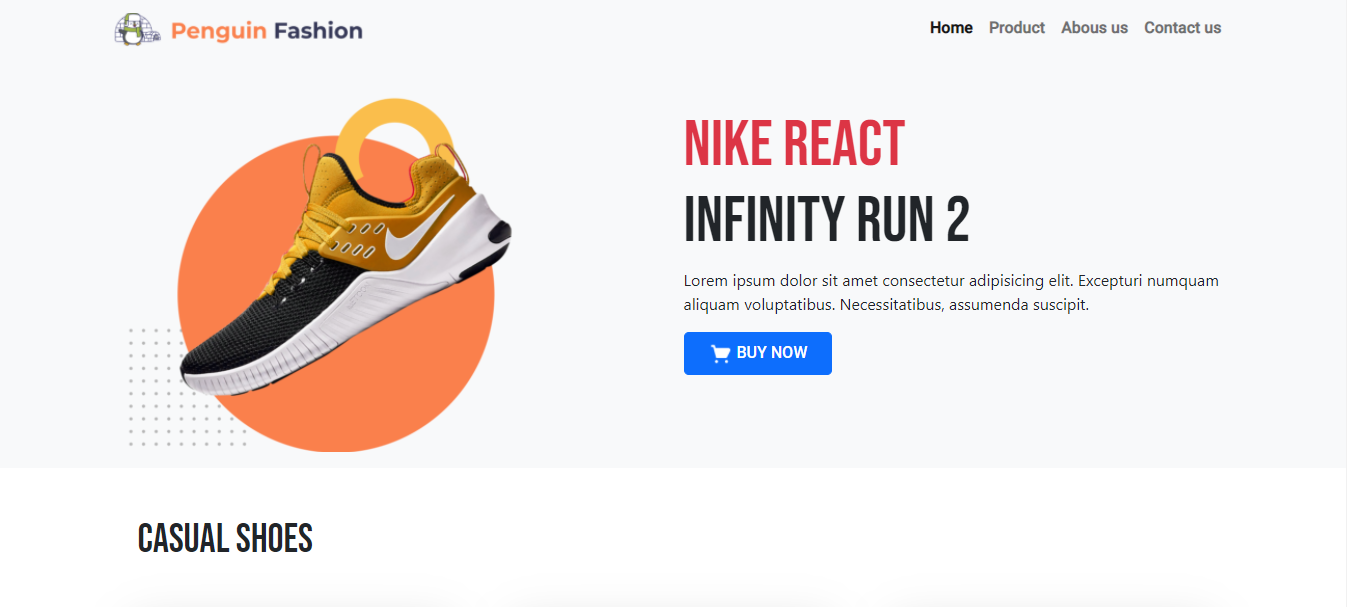 Penguin Fashion
Home Product Abous us Contact us
NIKE REACT
INFINITY RUN 2
Lorem ipsum dolor sit amet consectetur adipisicing elit. Excepturi numquam
aliquam voluptatibus. Necessitatibus, assumenda suscipit.
BUY NOW
CASUAL SHOES